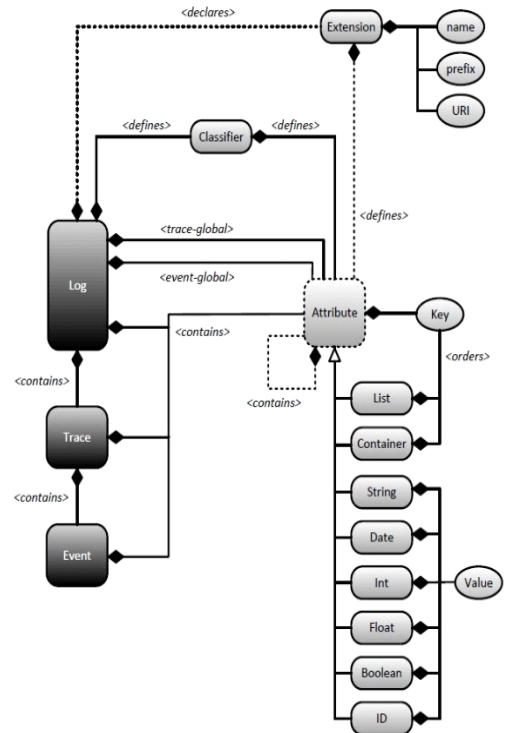 <declares>
Extension
name
prefix
URI
<defines>
Classifier
<defines>
<trace-global>
<defines>
Log
<event-global>
Attribute
Key
<contains>
<orders>
<contains>
<contains>
List
Trace
Container
<contains>
String
Date
Event
Int
Value
Float
Boolean
ID